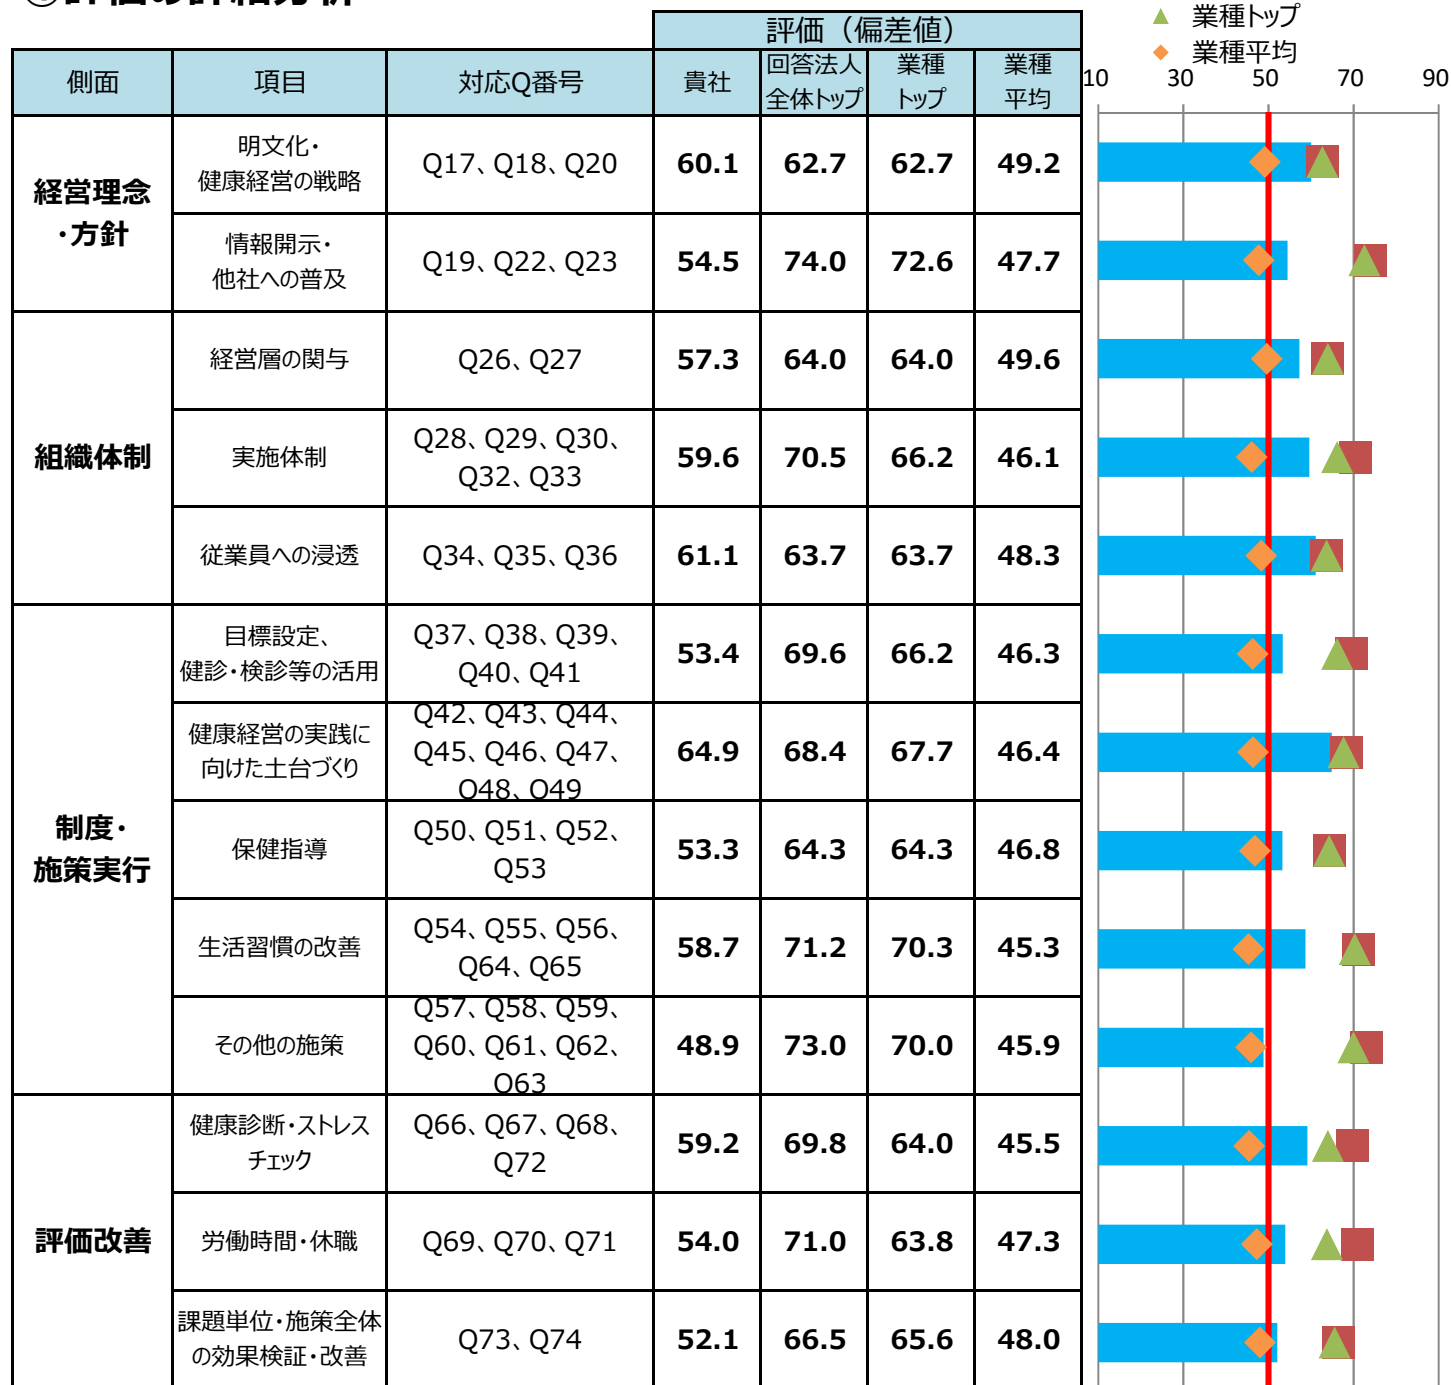 評価(偏差値)
▲ 業種トップ
◆ 業種平均
側面 項目 対応Q番号 貴社 回答法人 業種 業種
全体トップ トップ 平均
10 30 50 70 90
経営理念
・方針
明文化・
健康経営の戦略
Q17、Q18、Q20 60.1 62.7 62.7 49.2
情報開示・
他社への普及
Q19、Q22、Q23 54.5 74.0 72.6 47.7
組織体制
経営層の関与 Q26、Q27 57.3 64.0 64.0 49.6
実施体制
Q28、Q29、Q30、
Q32、Q33
59.6 70.5 66.2 46.1
従業員への浸透 Q34、Q35、Q36 61.1 63.7 63.7 48.3
制度・
施策実行
目標設定、
健診・検診等の活用
Q37、Q38、Q39、
Q40、Q41
53.4 69.6 66.2 46.3
健康経営の実践に
向けた土台づくり
Q42、Q43、Q44、
Q45、Q46、Q47、
Q48、Q49
64.9 68.4 67.7 46.4
保健指導
Q50、Q51、Q52、
Q53
53.3 64.3 64.3 46.8
生活習慣の改善
Q54、Q55、Q56、
Q64、Q65
58.7 71.2 70.3 45.3
その他の施策
Q57、Q58、Q59、
Q60、Q61、Q62、
Q63
48.9 73.0 70.0 45.9
評価改善
健康診断・ストレス
チェック
Q66、Q67、Q68、
Q72
59.2 69.8 64.0 45.5
労働時間・休職 Q69、Q70、Q71 54.0 71.0 63.8 47.3
課題単位・施策全体
の効果検証・改善
Q73、Q74 52.1 66.5 65.6 48.0